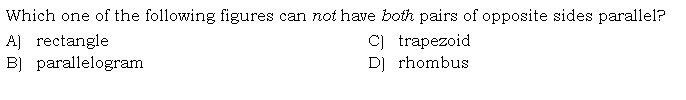 Which one of the following figures can not have both pairs of opposite sides parallel?
A) rectangle C) trapezoid
B) parallelogram D) rhombus